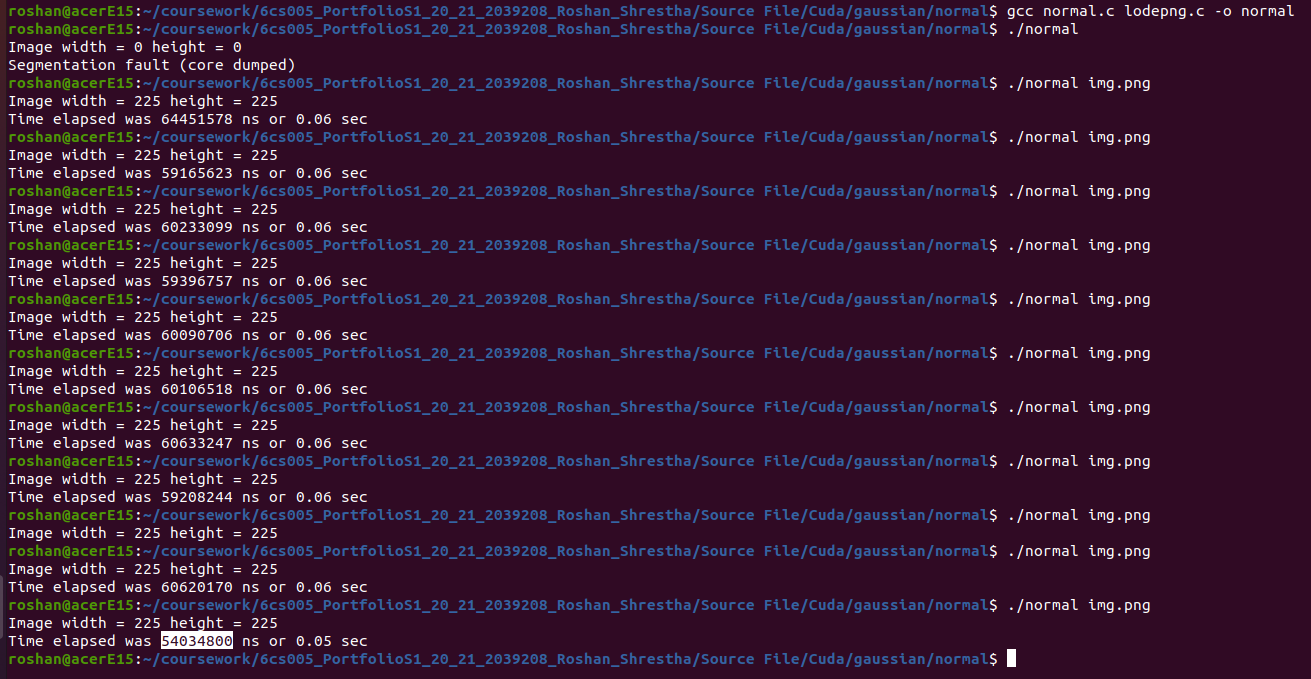 roshan@acerE15:~/coursework/6cs005_PortfolioS1_20_21_2039208_Roshan_Shrestha/Source File/Cuda/gaussian/normal$ gcc normal.c lodepng.c -o normal
roshan@acerE15:~/coursework/6cs005_PortfolioS1_20_21_2039208_Roshan_Shrestha/Source File/Cuda/gaussian/normal$ ./normal
Image width = 0 height = 0
Segmentation fault (core dumped)
roshan@acerE15:~/coursework/6cs005_PortfolioS1_20_21_2039208_Roshan_Shrestha/Source File/Cuda/gaussian/normal$ ./normal img.png
Image width = 225 height = 225
Time elapsed was 64451578 ns or 0.06 sec
roshan@acerE15:~/coursework/6cs005_PortfolioS1_20_21_2039208_Roshan_Shrestha/Source File/Cuda/gaussian/normal$ ./normal img.png
Image width = 225 height = 225
Time elapsed was 59165623 ns or 0.06 sec
roshan@acerE15:~/coursework/6cs005_PortfolioS1_20_21_2039208_Roshan_Shrestha/Source File/Cuda/gaussian/normal$ ./normal img.png
Image width = 225 height = 225
Time elapsed was 60233099 ns or 0.06 sec
roshan@acerE15:~/coursework/6cs005_PortfolioS1_20_21_2039208_Roshan_Shrestha/Source File/Cuda/gaussian/normal$ ./normal img.png
Image width = 225 height = 225
Time elapsed was 59396757 ns or 0.06 sec
roshan@acerE15:~/coursework/6cs005_PortfolioS1_20_21_2039208_Roshan_Shrestha/Source File/Cuda/gaussian/normal$ ./normal img.png
Image width = 225 height = 225
Time elapsed was 60090706 ns or 0.06 sec
roshan@acerE15:~/coursework/6cs005_PortfolioS1_20_21_2039208_Roshan_Shrestha/Source File/Cuda/gaussian/normal$ ./normal img.png
Image width = 225 height = 225
Time elapsed was 60106518 ns or 0.06 sec
roshan@acerE15:~/coursework/6cs005_PortfolioS1_20_21_2039208_Roshan_Shrestha/Source File/Cuda/gaussian/normal$ ./normal img.png
Image width = 225 height = 225
Time elapsed was 60633247 ns or 0.06 sec
roshan@acerE15:~/coursework/6cs005_PortfolioS1_20_21_2039208_Roshan_Shrestha/Source File/Cuda/gaussian/normal$ ./normal img.png
Image width = 225 height = 225
Time elapsed was 59208244 ns or 0.06 sec
roshan@acerE15:~/coursework/6cs005_PortfolioS1_20_21_2039208_Roshan_Shrestha/Source File/Cuda/gaussian/normal$ ./normal img.png
Image width = 225 height = 225
roshan@acerE15:~/coursework/6cs005_PortfolioS1_20_21_2039208_Roshan_Shrestha/Source File/Cuda/gaussian/normal$ ./normal img.png
Image width = 225 height = 225
Time elapsed was 60620170 ns or 0.06 sec
roshan@acerE15:~/coursework/6cs005_PortfolioS1_20_21_2039208_Roshan_Shrestha/Source File/Cuda/gaussian/normal$ ./normal img.png
Image width = 225 height = 225
Time elapsed was 54034800 ns or 0.05 sec
roshan@acerE15:~/coursework/6cs005_PortfolioS1_20_21_2039208_Roshan_Shrestha/Source File/Cuda/gaussian/normal$